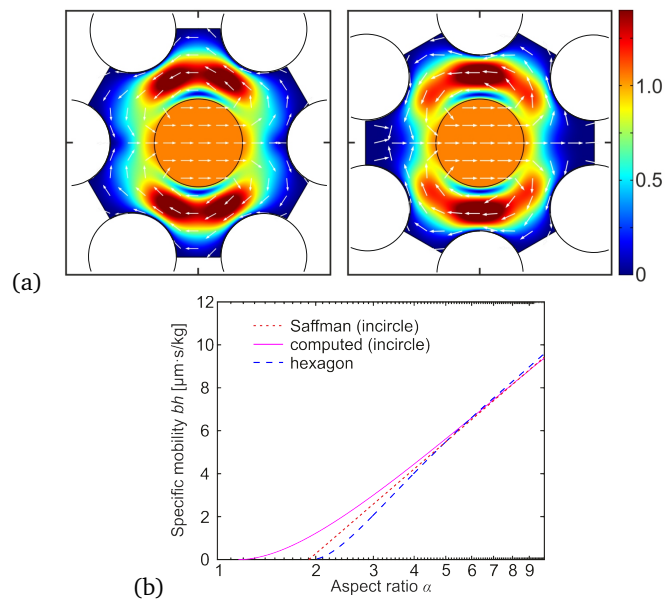 1.0
0.5
0
(a)
12
10
8
6
4
2
0
Specific mobility bh [µm·s/kg]
Saffman (incircle)
computed (incircle)
hexagon
1 2 3 4 5 6 7 8 9
Aspect ratio α
(b)